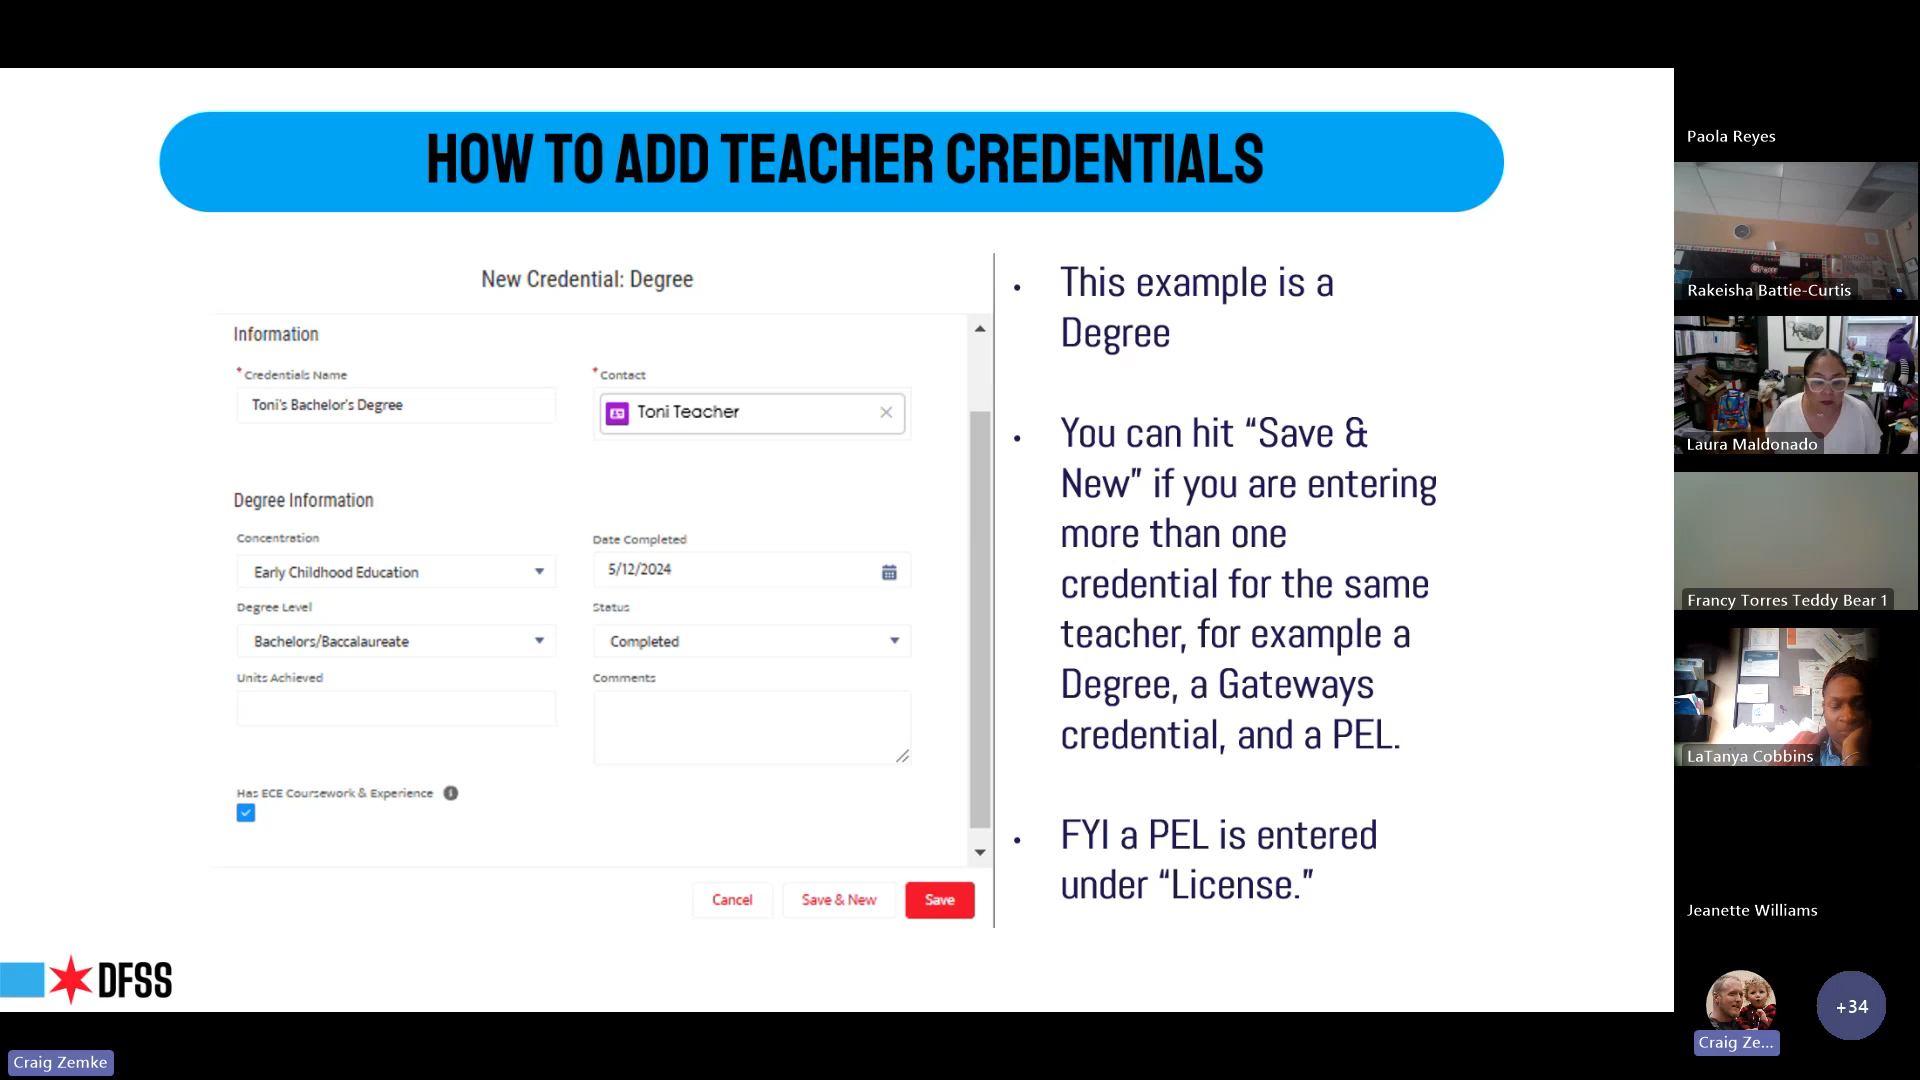 HOW TO ADD TEACHER CREDENTIALS
New Credential: Degree
Information
*Credentials Name
Toni's Bachelor's Degree
*Contact
Toni Teacher
Degree Information
Concentration
Early Childhood Education
Date Completed
5/12/2024
Degree Level
Bachelors/Baccalaureate
Status
Completed
Units Achieved
Comments
Has ECE Coursework & Experience
Cancel
Save & New
Save
• This example is a
Degree
• You can hit “Save &
New” if you are entering
more than one
credential for the same
teacher, for example a
Degree, a Gateways
credential, and a PEL.
• FYI a PEL is entered
under “License.”
DFSS
Craig Zemke
Paola Reyes
Rakeisha Battie-Curtis
Laura Maldonado
Francy Torres Teddy Bear 1
LaTanya Cobbins
Jeanette Williams
Craig Ze...
+34